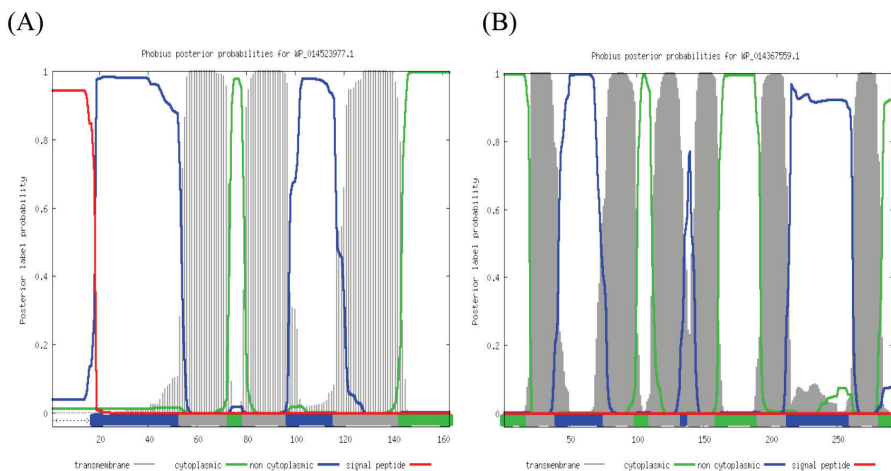 (A)
(B)
Phobius posterior probabilities for WP_014523977.1
Phobius posterior probabilities for WP_014367559.1
Posterior label probability
1
0.8
0.6
0.4
0.2
0
20
40
60
80
100
120
140
160
transmembrane
cytoplasmic
non cytoplasmic
signal peptide
Posterior label probability
1
0.8
0.6
0.4
0.2
0
50
100
150
200
250
transmembrane
cytoplasmic
non cytoplasmic
signal peptide